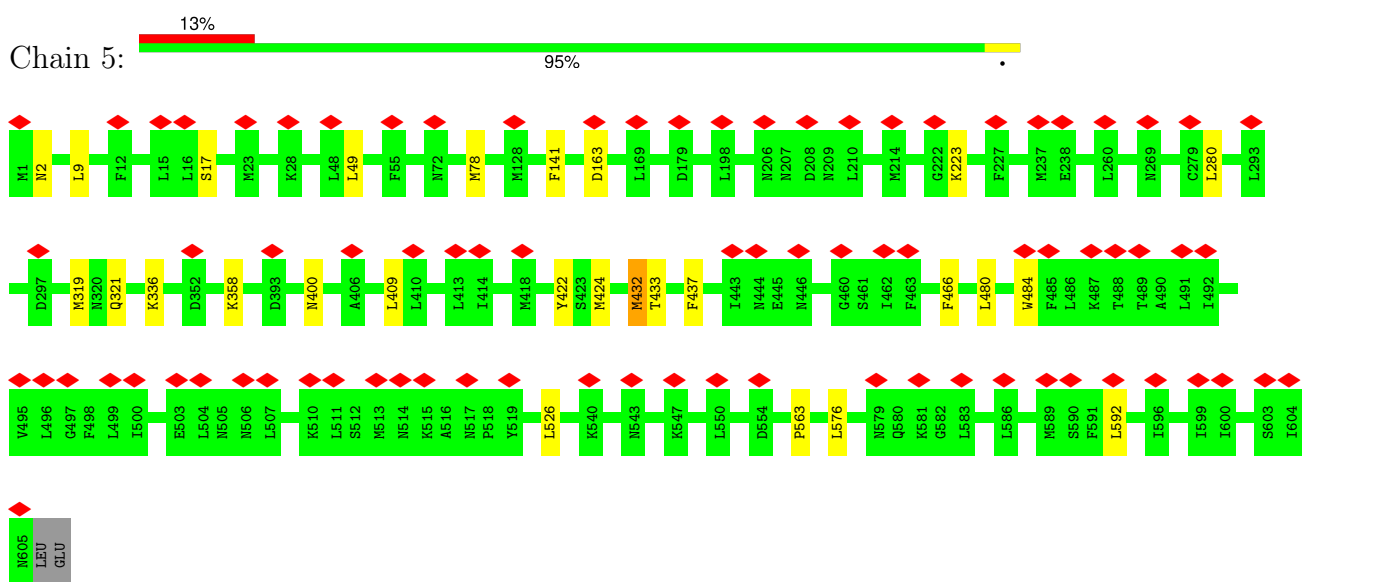 13%
Chain 5:
95%
.
M1 N2 L9 F12 L15 L16 S17 M23 K28 L48 L49 F55 N72 M78 M128 F141 D163 L169 D179 L198 N206 N207 D208 N209 L210 M214 G222 K223 F227 M237 E238 L260 N269 C279 L280 L293
D297 M319 N320 Q321 K336 D352 K358 D393 N400 A406 L409 L410 L413 I414 M418 Y422 S423 M424 M432 T433 F437 I443 N444 E445 N446 G460 S461 I462 F463 F466 L480 W484 F485 L486 K487 T488 T489 A490 L491 I492
V495 L496 G497 F498 L499 I500 E503 L504 N505 N506 L507 K510 L511 S512 M513 N514 K515 A516 N517 P518 Y519 L526 K540 N543 K547 L550 D554 P563 L576 N579 Q580 K581 G582 L583 L586 M589 S590 F591 L592 I596 I599 I600 S603 I604
N605 LEU GLU